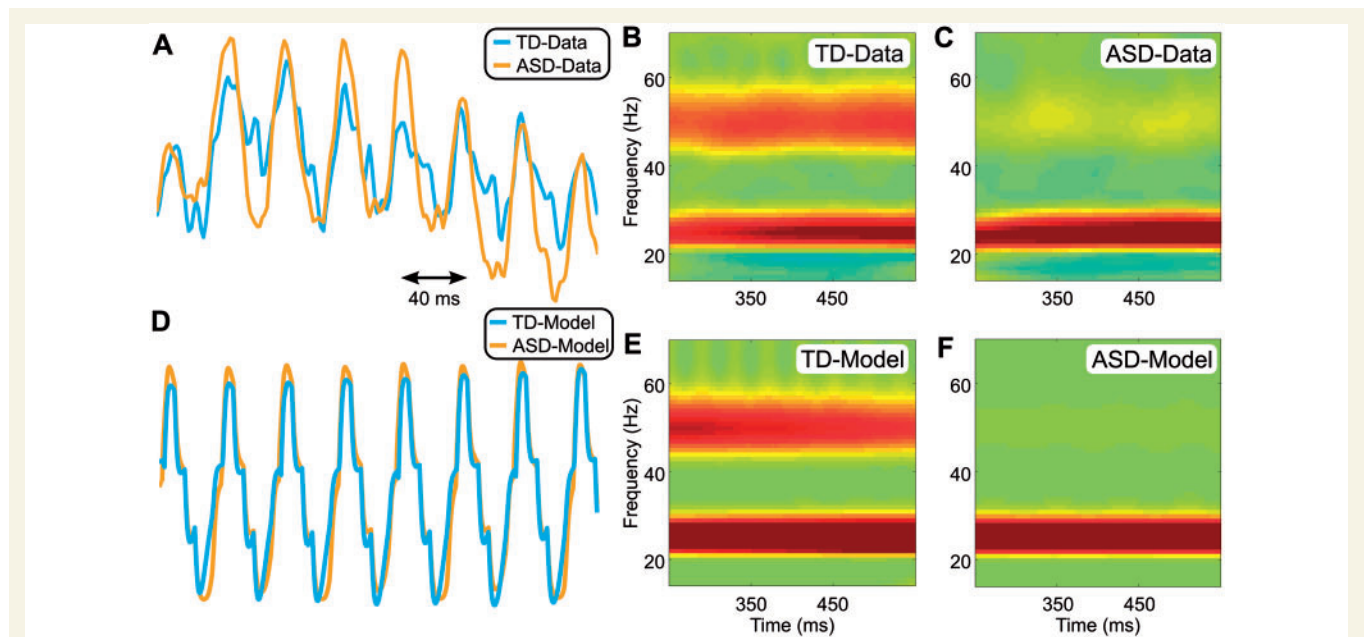 A
TD-Data
ASD-Data
40 ms
B
TD-Data
Frequency (Hz)
60
40
20
350
450
C
ASD-Data
60
40
20
350
450
D
TD-Model
ASD-Model
E
TD-Model
Frequency (Hz)
60
40
20
350
450
Time (ms)
F
ASD-Model
60
40
20
350
450
Time (ms)